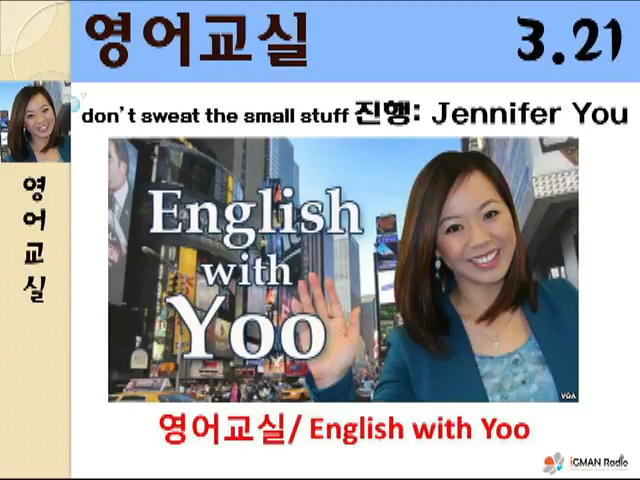 영어교실 3.21
don't sweat the small stuff 진행: Jennifer You
영
어
교
실
English
with
Yoo
VOA
영어교실/ English with Yoo
iGMAN Radio